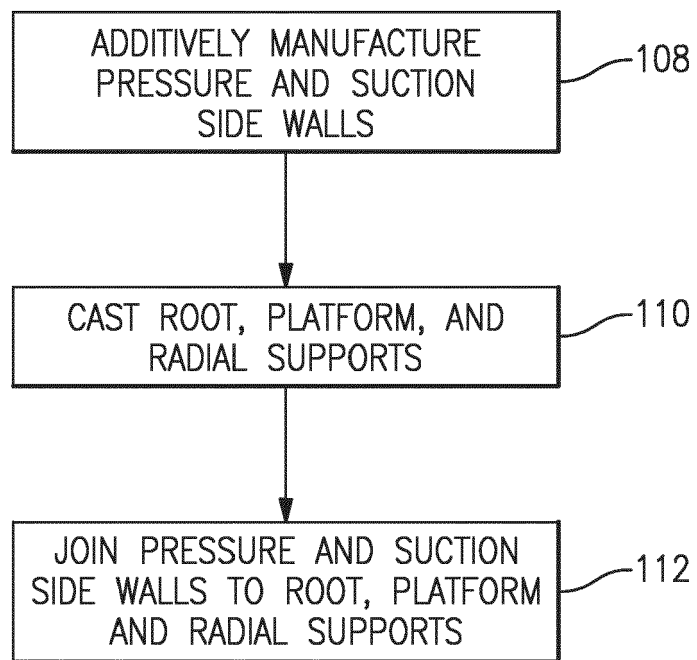 ADDITIVELY MANUFACTURE
PRESSURE AND SUCTION
SIDE WALLS
108
CAST ROOT, PLATFORM, AND
RADIAL SUPPORTS
110
JOIN PRESSURE AND SUCTION
SIDE WALLS TO ROOT, PLATFORM
AND RADIAL SUPPORTS
112